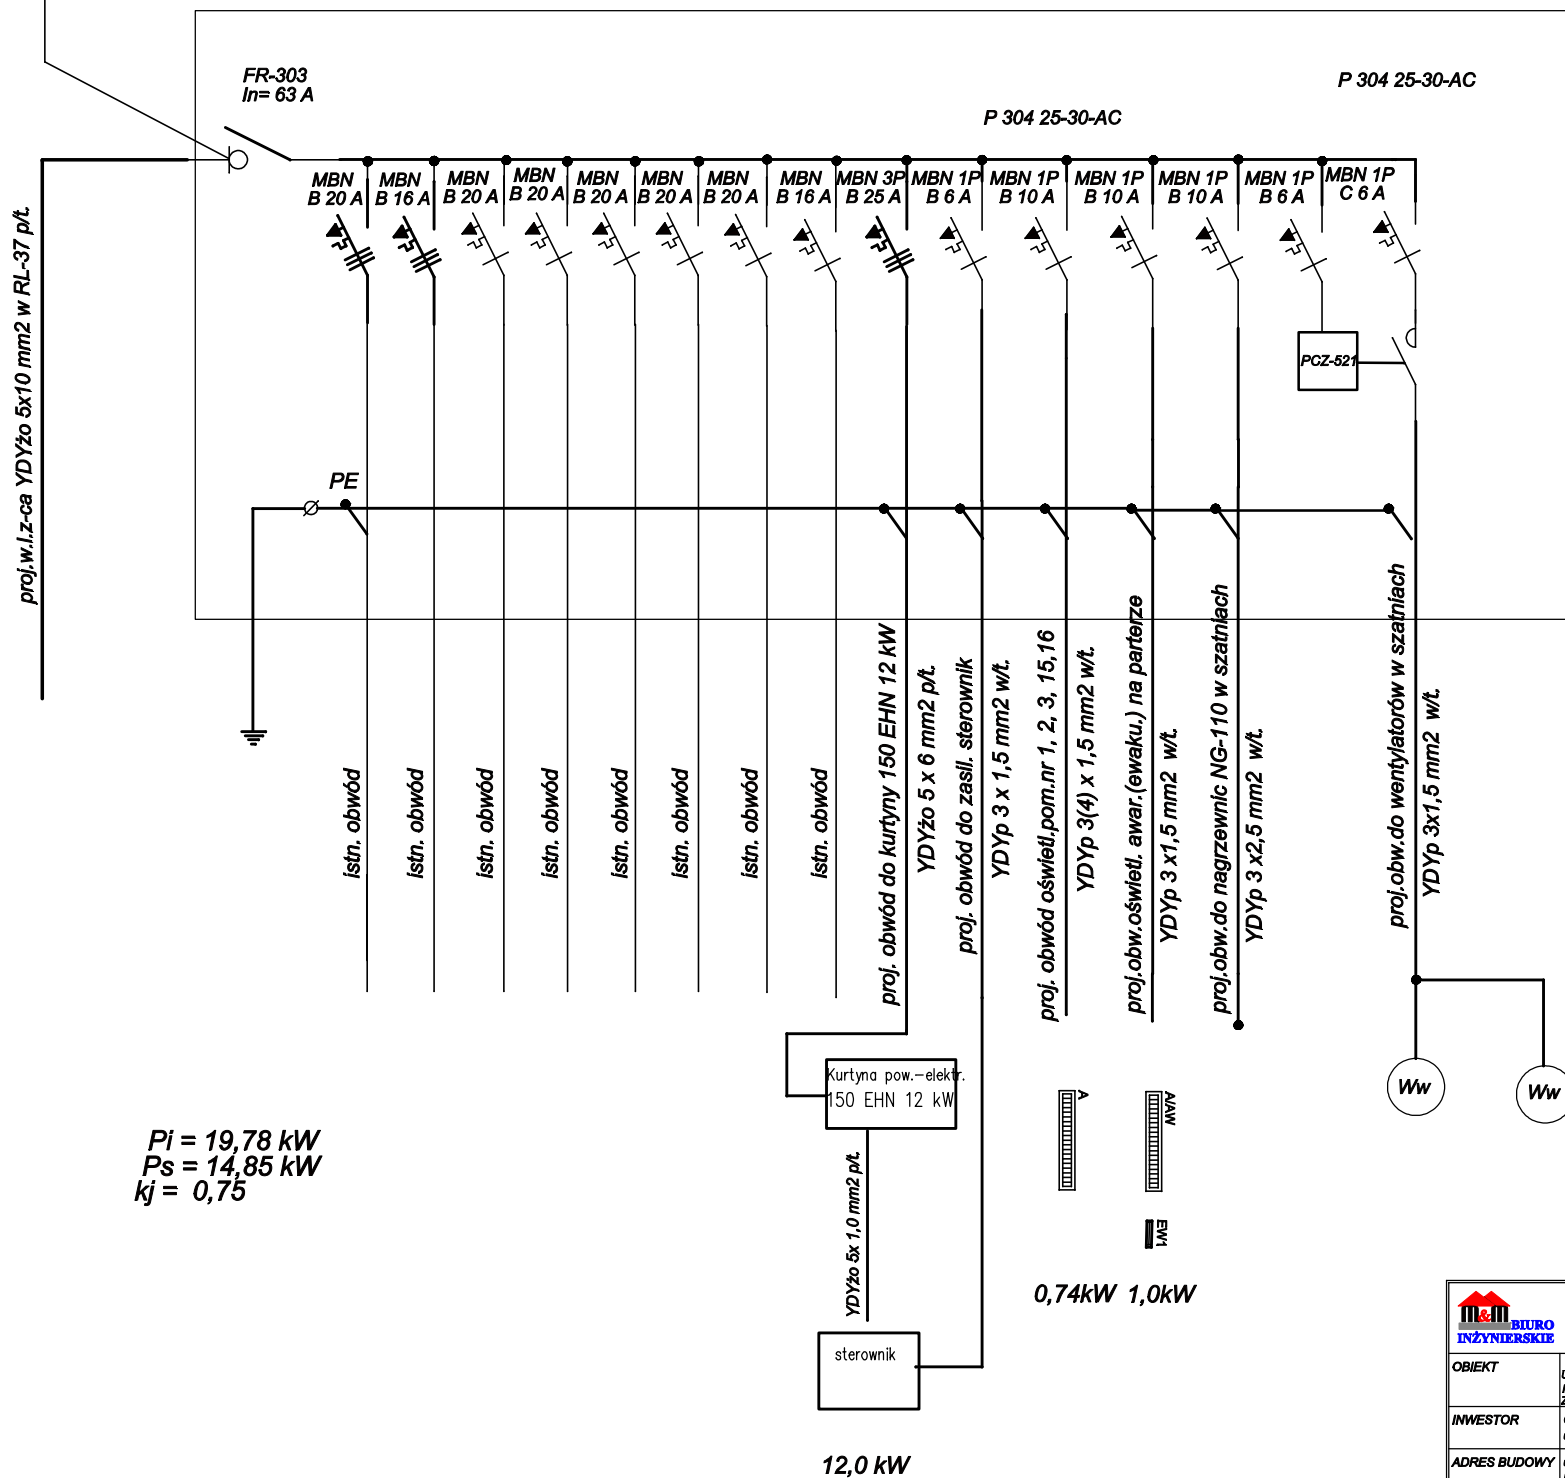 FR-303
In= 63 A
P 304 25-30-AC
P 304 25-30-AC
MBN
B 20 A
MBN
B 16 A
MBN
B 20 A
MBN
B 20 A
MBN
B 20 A
MBN
B 20 A
MBN
B 20 A
MBN
B 16 A
MBN 3P
B 25 A
MBN 1P
B 6 A
MBN 1P
B 10 A
MBN 1P
B 10 A
MBN 1P
B 10 A
MBN 1P
B 6 A
MBN 1P
C 6 A
proj.w.l.z-ca YDYżo 5x10 mm2 w RL-37 p/t.
PCZ-521
PE
istn. obwód
istn. obwód
istn. obwód
istn. obwód
istn. obwód
istn. obwód
istn. obwód
istn. obwód
proj. obwód do kurtyny 150 EHN 12 kW
YDYżo 5 x 6 mm2 p/t.
proj. obwód do zasil. sterownik
YDYp 3 x 1,5 mm2 w/t.
proj. obwód oświetl.pom.nr 1, 2, 3, 15,16
YDYp 3(4) x 1,5 mm2 w/t.
proj.obw.oświetl. awar.(ewaku.) na parterze
YDYp 3 x1,5 mm2 w/t.
proj.obw.do nagrzewnic NG-110 w szatniach
YDYp 3 x2,5 mm2 w/t.
proj.obw.do wentylatorów w szatniach
YDYp 3x1,5 mm2 w/t.
Kurtyna pow.-elektr.
150 EHN 12 kW
A
A/AW
EW1
Ww
Ww
Pi = 19,78 kW
Ps = 14,85 kW
kj = 0,75
YDYżo 5x 1,0 mm2 p/t.
0,74kW
1,0kW
sterownik
12,0 kW
m&m BIURO
INŻYNIERSKIE
OBIEKT
INWESTOR
ADRES BUDOWY